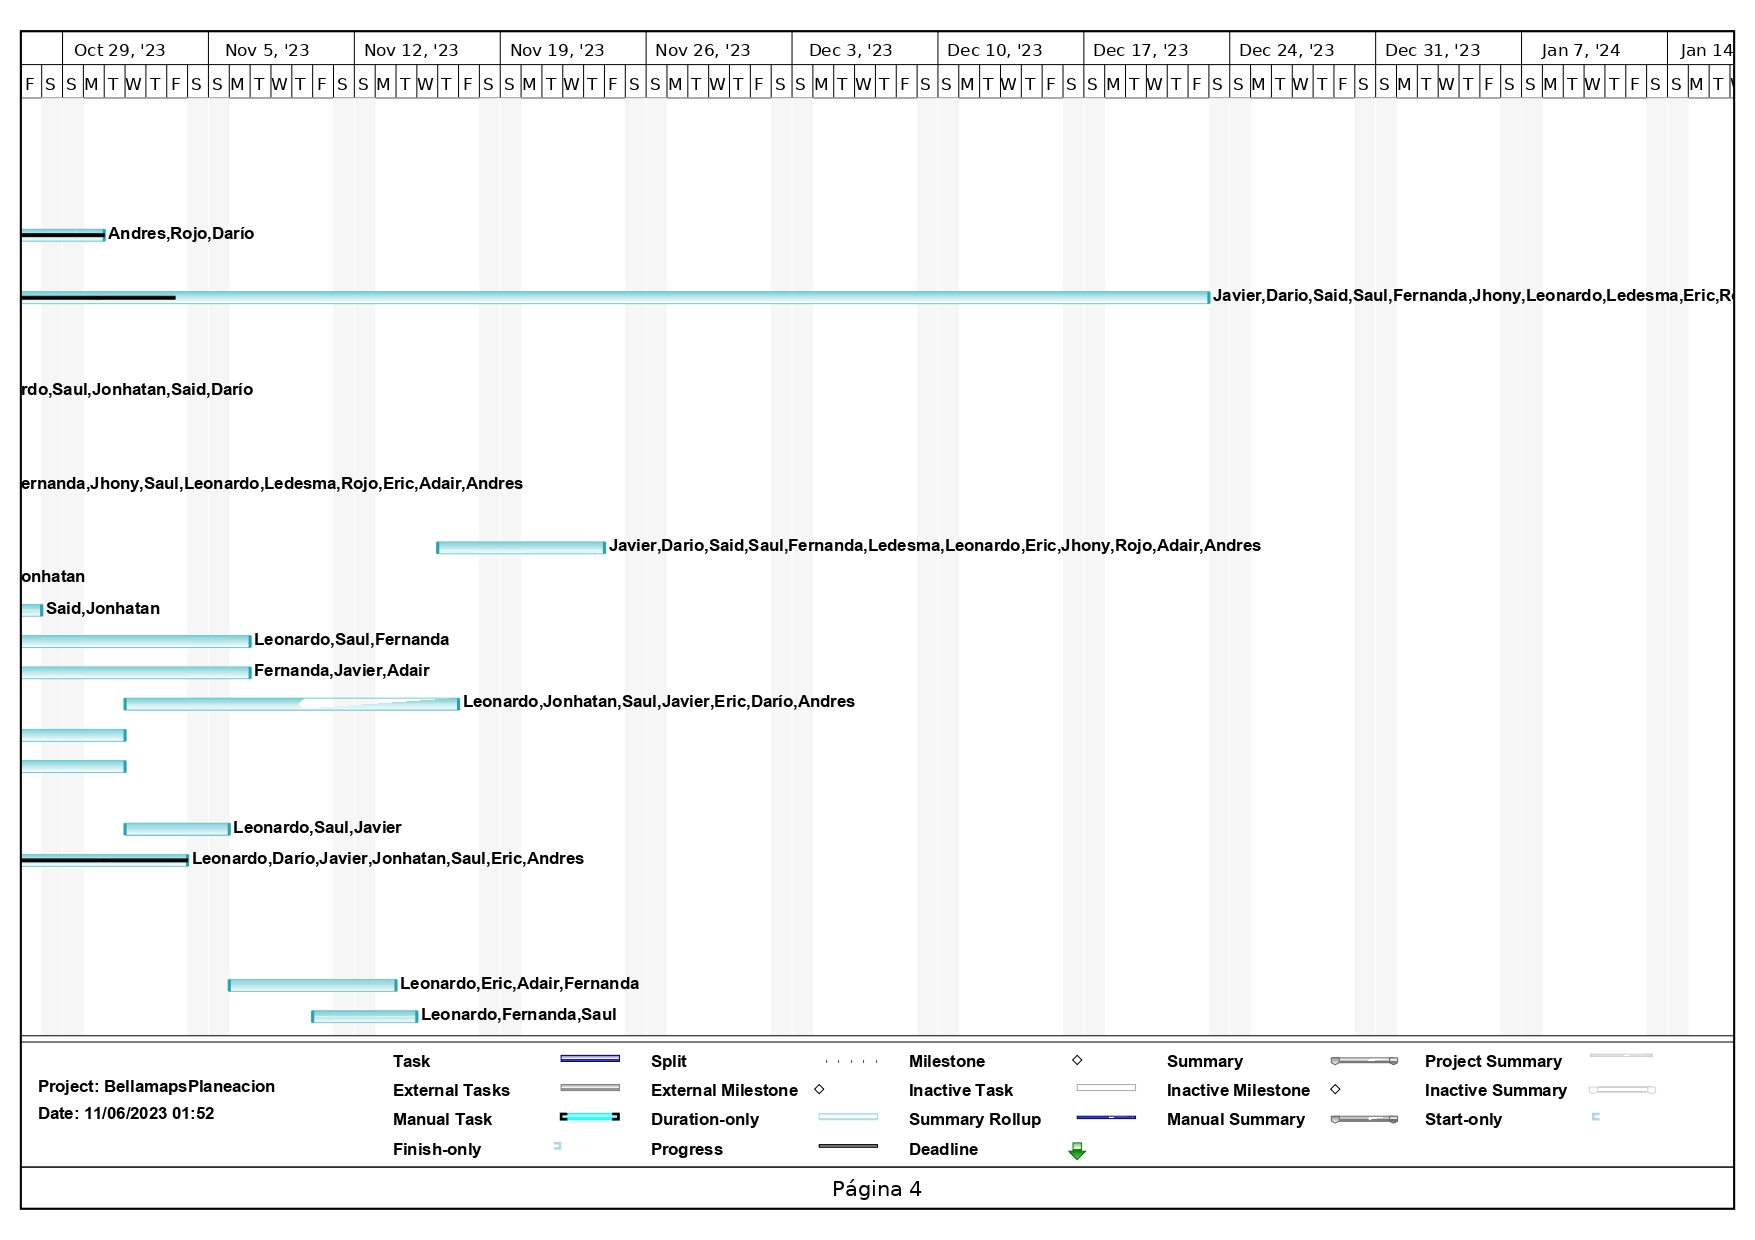 Oct 29, '23 Nov 5, '23 Nov 12, '23 Nov 19, '23 Nov 26, '23 Dec 3, '23 Dec 10, '23 Dec 17, '23 Dec 24, '23 Dec 31, '23 Jan 7, '24 Jan 14
F S S M T W T F S S M T W T F S S M T W T F S S M T W T F S S M T W T F S S M T W T F S S M T W T F S S M T W T F S S M T W T F S S M T W T F S S M T W T F S S M T W
Andres,Rojo,Darío
Javier,Dario,Said,Saul,Fernanda,Jhony,Leonardo,Ledesma,Eric,R
rdo,Saul,Jonhatan,Said,Darío
ernanda,Jhony,Saul,Leonardo,Ledesma,Rojo,Eric,Adair,Andres
Javier,Dario,Said,Saul,Fernanda,Ledesma,Leonardo,Eric,Jhony,Rojo,Adair,Andres
onhatan
Said,Jonhatan
Leonardo,Saul,Fernanda
Fernanda,Javier,Adair
Leonardo,Jonhatan,Saul,Javier,Eric,Darío,Andres
Leonardo,Saul,Javier
Leonardo,Darío,Javier,Jonhatan,Saul,Eric,Andres
Leonardo,Eric,Adair,Fernanda
Leonardo,Fernanda,Saul
Project: BellamapsPlaneacion
Date: 11/06/2023 01:52
Task Split Milestone Summary Project Summary
External Tasks External Milestone Inactive Task Inactive Milestone Inactive Summary
Manual Task Duration-only Summary Rollup Manual Summary Start-only
Finish-only Progress Deadline
Página 4